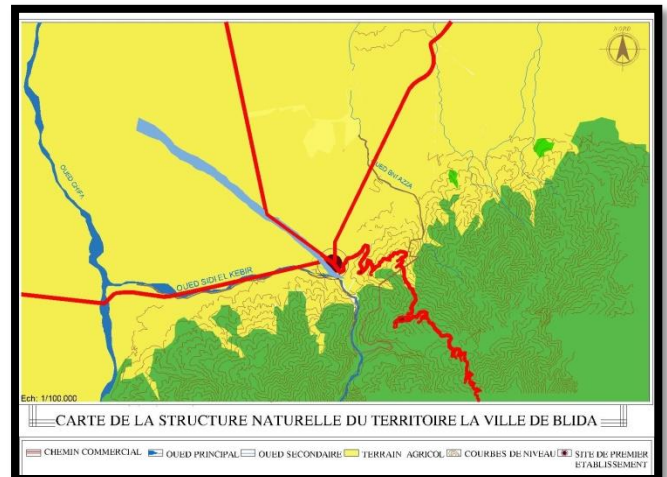 NORD
OUED CHIFA
OUED BNI AZZA
OUED SIDI EL KEBIR
Ech: 1/100.000
CARTE DE LA STRUCTURE NATURELLE DU TERRITOIRE LA VILLE DE BLIDA
CHEMIN COMMERCIAL OUED PRINCIPAL OUED SECONDAIRE TERRAIN AGRICOL COURBES DE NIVEAU SITE DE PREMIER
ETABLISSEMENT